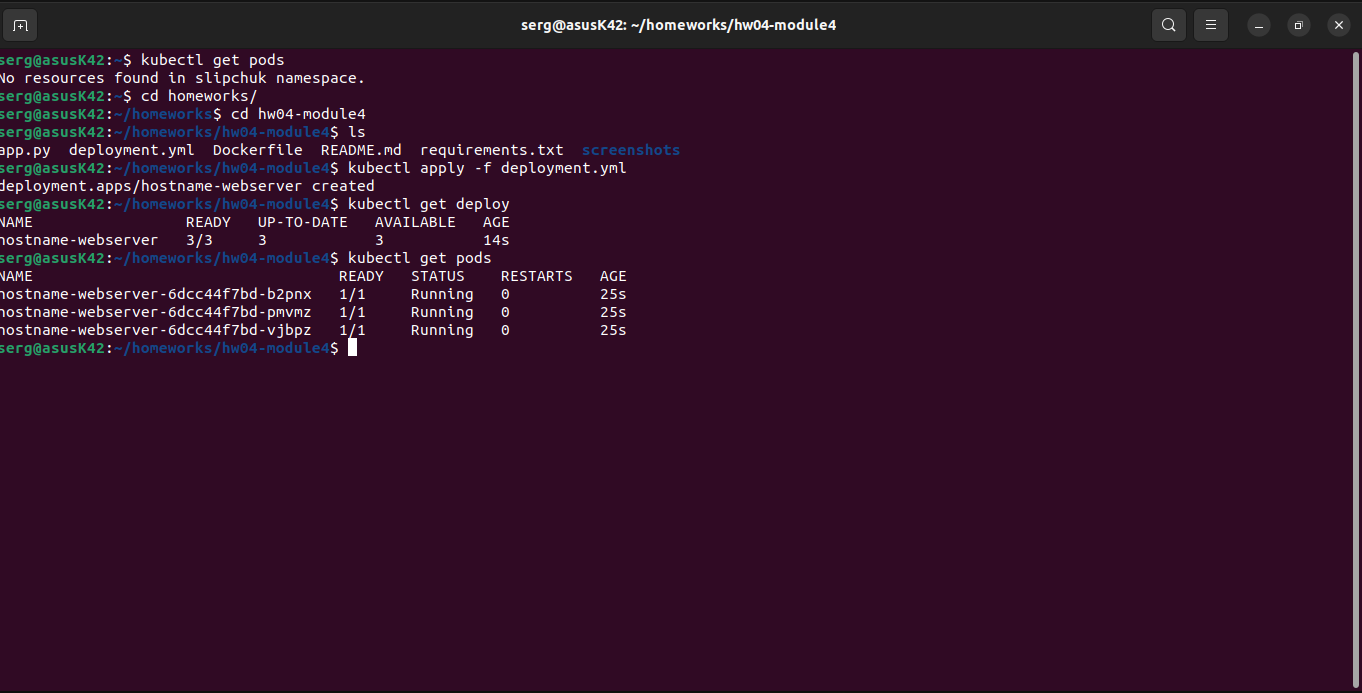 serg@asusK42: ~/homeworks/hw04-module4
serg@asusK42:~$ kubectl get pods
No resources found in slipchuk namespace.
serg@asusK42:~$ cd homeworks/
serg@asusK42:~/homeworks$ cd hw04-module4
serg@asusK42:~/homeworks/hw04-module4$ ls
app.py  deployment.yml  Dockerfile  README.md  requirements.txt  screenshots
serg@asusK42:~/homeworks/hw04-module4$ kubectl apply -f deployment.yml
deployment.apps/hostname-webserver created
serg@asusK42:~/homeworks/hw04-module4$ kubectl get deploy
NAME                 READY   UP-TO-DATE   AVAILABLE   AGE
hostname-webserver   3/3     3            3           14s
serg@asusK42:~/homeworks/hw04-module4$ kubectl get pods
NAME                                  READY   STATUS    RESTARTS   AGE
hostname-webserver-6dcc44f7bd-b2pnx   1/1     Running   0          25s
hostname-webserver-6dcc44f7bd-pmvmz   1/1     Running   0          25s
hostname-webserver-6dcc44f7bd-vjbpz   1/1     Running   0          25s
serg@asusK42:~/homeworks/hw04-module4$